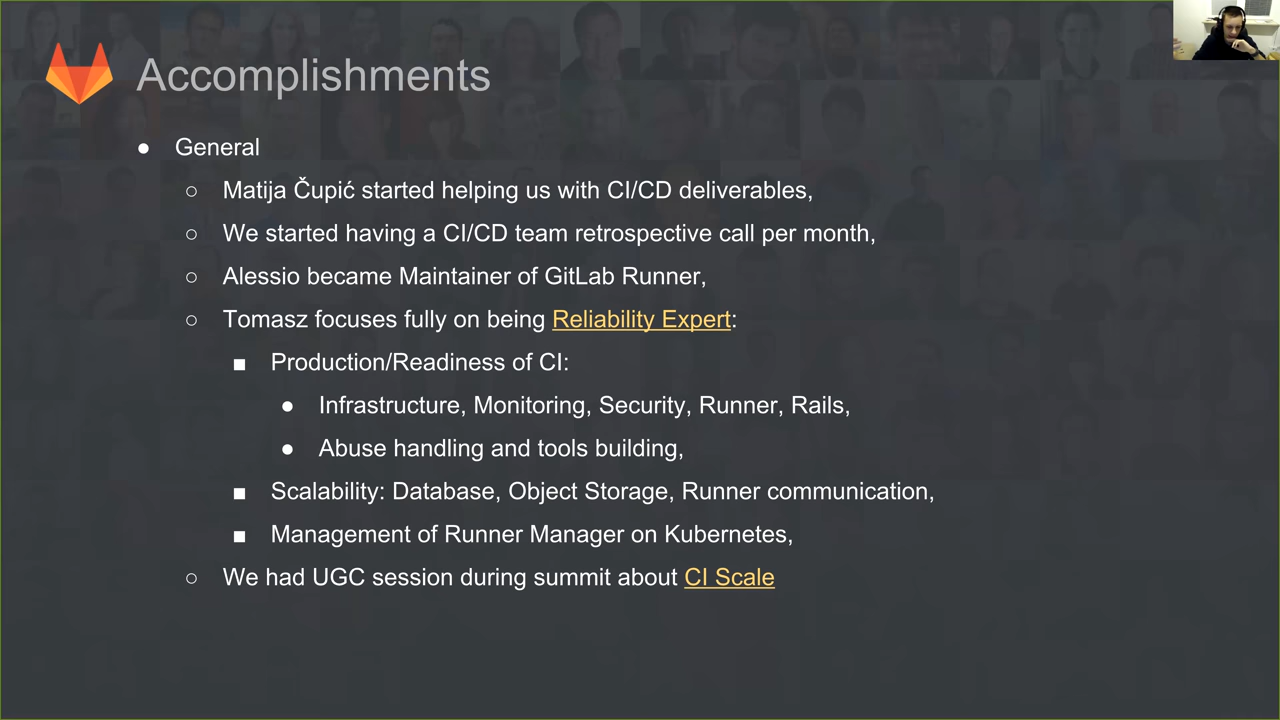 Accomplishments
● General
○ Matija Čupić started helping us with CI/CD deliverables,
○ We started having a CI/CD team retrospective call per month,
○ Alessio became Maintainer of GitLab Runner,
○ Tomasz focuses fully on being Reliability Expert:
■ Production/Readiness of CI:
● Infrastructure, Monitoring, Security, Runner, Rails,
● Abuse handling and tools building,
■ Scalability: Database, Object Storage, Runner communication,
■ Management of Runner Manager on Kubernetes,
○ We had UGC session during summit about CI Scale